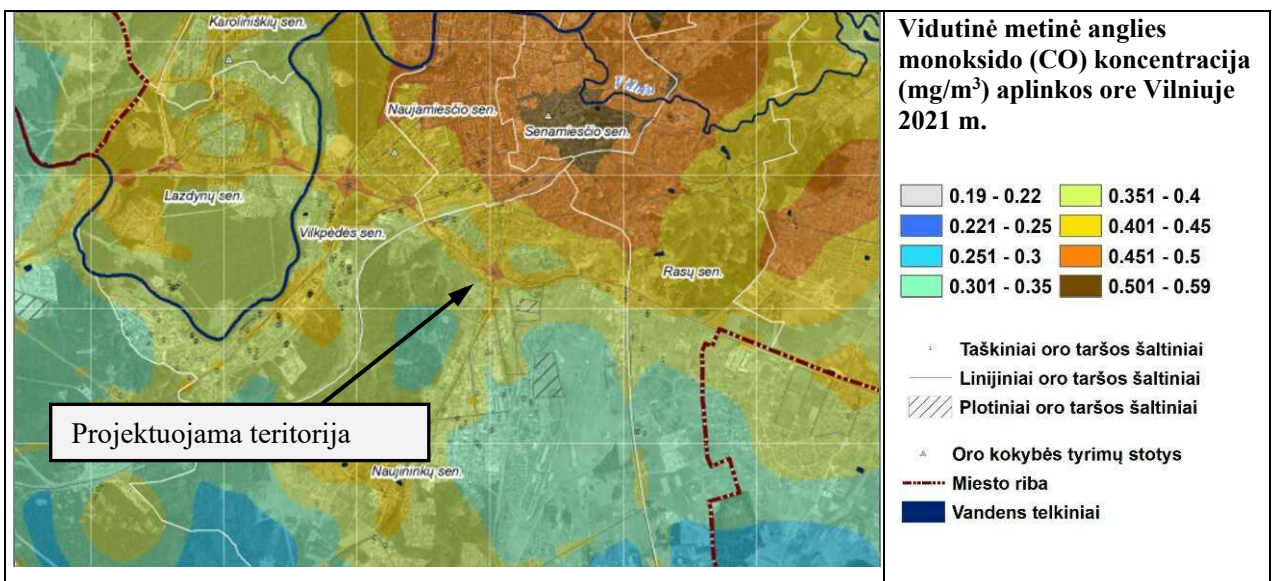 Karoliniškių sen.
Vilnia
Naujamiesčio sen.
Senamiesčio sen.
Lazdynų sen.
Vilkpėdės sen.
Rasų sen.
Projektuojama teritorija
Naujininkų sen.
Vidutinė metinė anglies
monoksido (CO) koncentracija
(mg/m³) aplinkos ore Vilniuje
2021 m.
0.19 - 0.22
0.351 - 0.4
0.221 - 0.25
0.401 - 0.45
0.251 - 0.3
0.451 - 0.5
0.301 - 0.35
0.501 - 0.59
Taškiniai oro taršos šaltiniai
Linijiniai oro taršos šaltiniai
Plotiniai oro taršos šaltiniai
Oro kokybės tyrimų stotys
Miesto riba
Vandens telkiniai